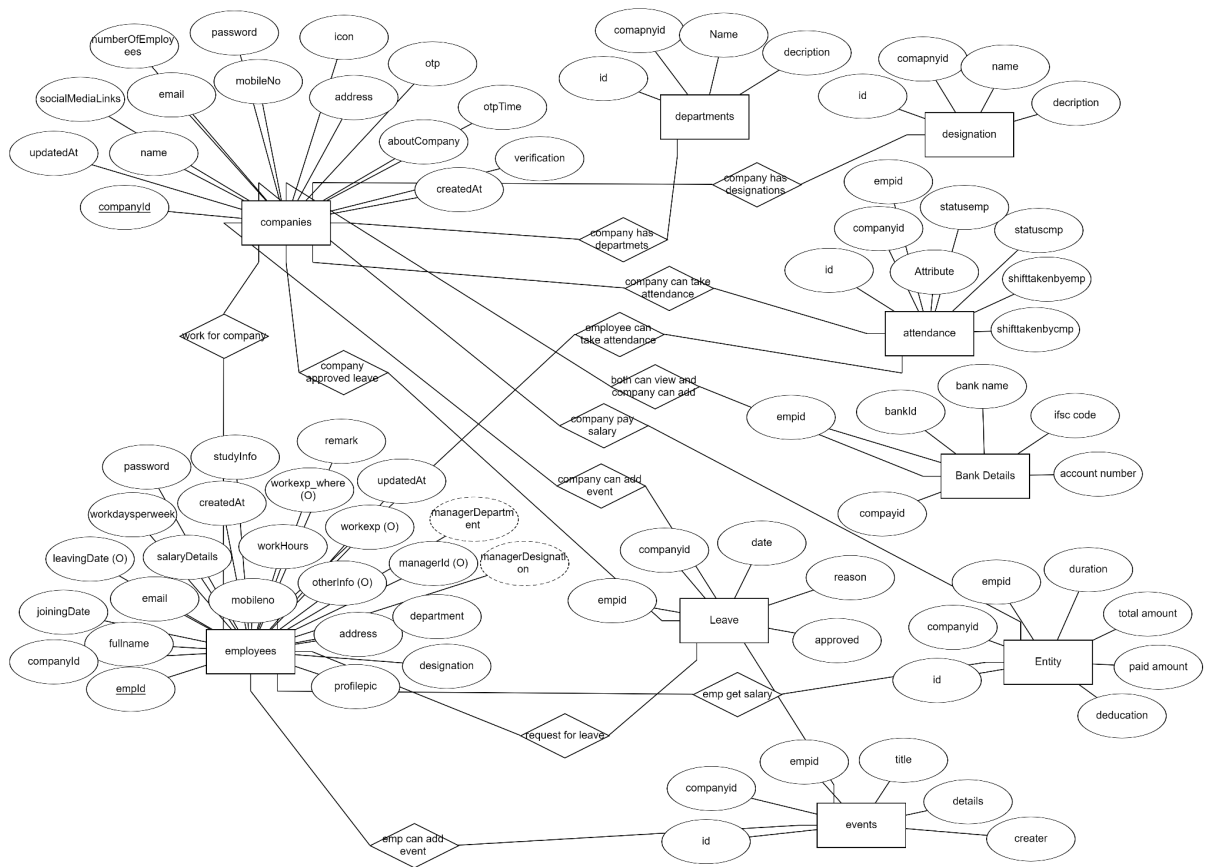 numberOfEmploy
ees
password
icon
otp
socialMediaLinks
email
mobileNo
address
otpTime
updatedAt
name
aboutCompany
verification
companyId
companies
createdAt
comapnyid
Name
id
decription
departments
comapnyid
name
id
decription
designation
company has
designations
company has
departmets
empid
statusemp
companyid
statuscmp
id
Attribute
shifttakenbyemp
attendance
shifttakenbycmp
company can take
attendance
employee can
take attendance
work for company
company
approved leave
both can view and
company can add
company pay
salary
company can add
event
bank name
empid
bankId
ifsc code
Bank Details
account number
compayid
remark
studyInfo
password
workexp_where
(O)
updatedAt
createdAt
workdaysperweek
managerDepartm
ent
workexp (O)
workHours
leavingDate (O)
salaryDetails
managerId (O)
managerDesignati
on
otherInfo (O)
email
mobileno
joiningDate
department
fullname
address
companyId
employees
designation
empId
profilepic
date
companyid
reason
empid
Leave
approved
duration
empid
total amount
companyid
Entity
paid amount
id
deducation
emp get salary
request for leave
emp can add
event
title
empid
companyid
details
id
events
creater